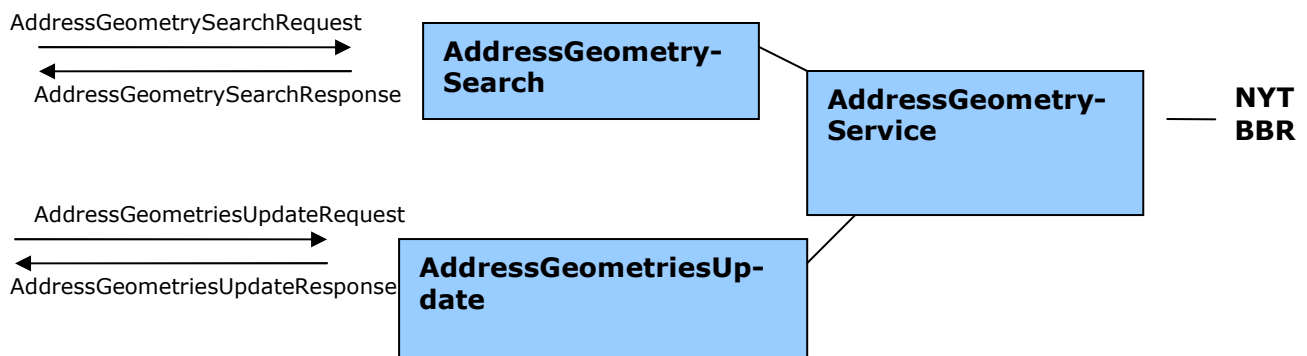 AddressGeometrySearchRequest
AddressGeometrySearchResponse
AddressGeometry-
Search
AddressGeometry-
Service
NYT
BBR
AddressGeometriesUpdateRequest
AddressGeometriesUpdateResponse
AddressGeometriesUp-
date